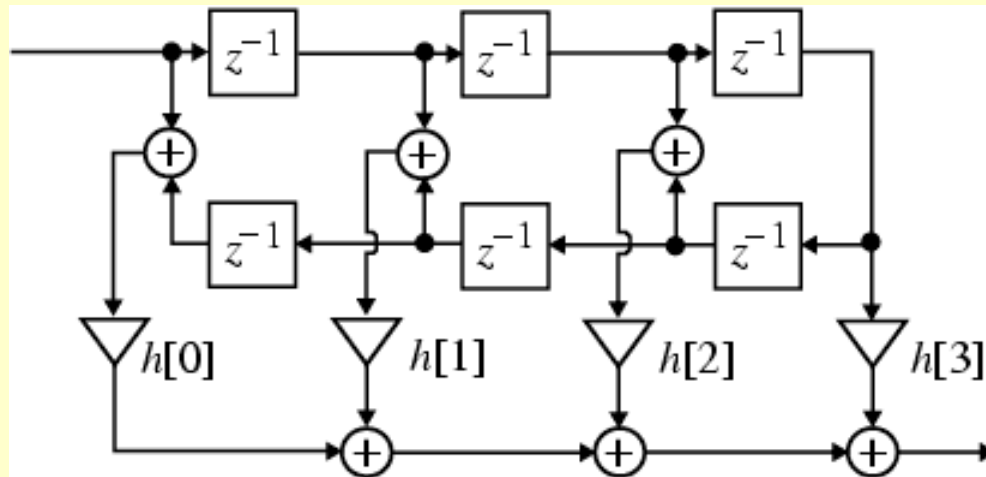 z⁻¹ z⁻¹ z⁻¹
+ + +
z⁻¹ z⁻¹ z⁻¹
h[0] h[1] h[2] h[3]
+ + +